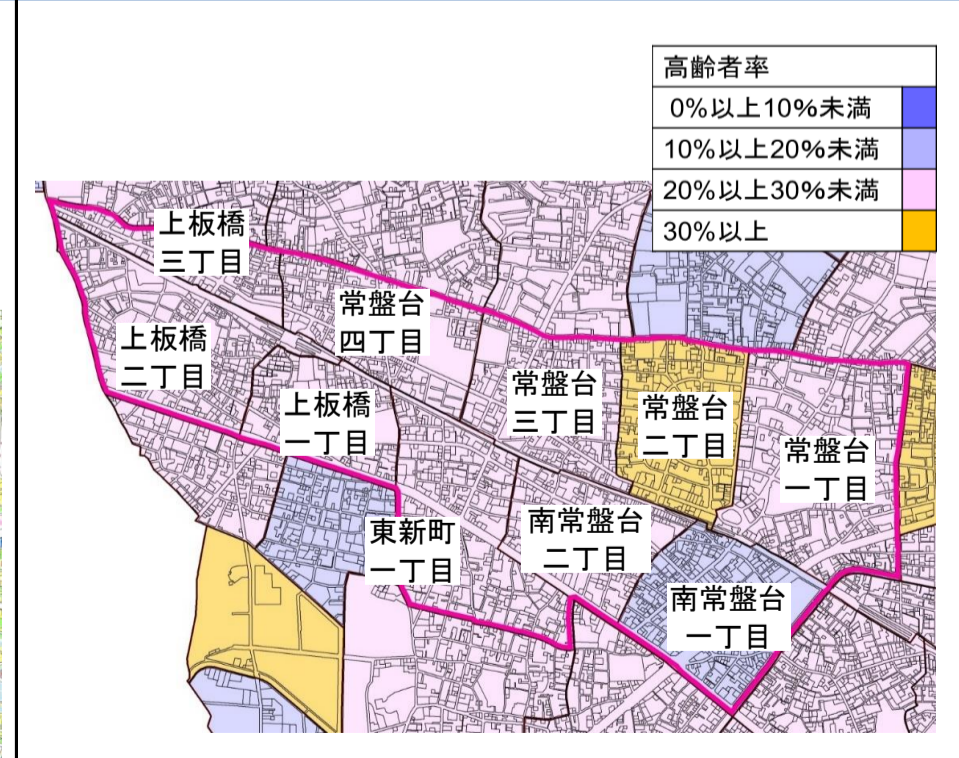 高齢者率
0%以上10%未満
10%以上20%未満
20%以上30%未満
30%以上
上板橋
三丁目
常盤台
四丁目
上板橋
二丁目
上板橋
一丁目
常盤台
三丁目
常盤台
二丁目
常盤台
一丁目
東新町
一丁目
南常盤台
二丁目
南常盤台
一丁目